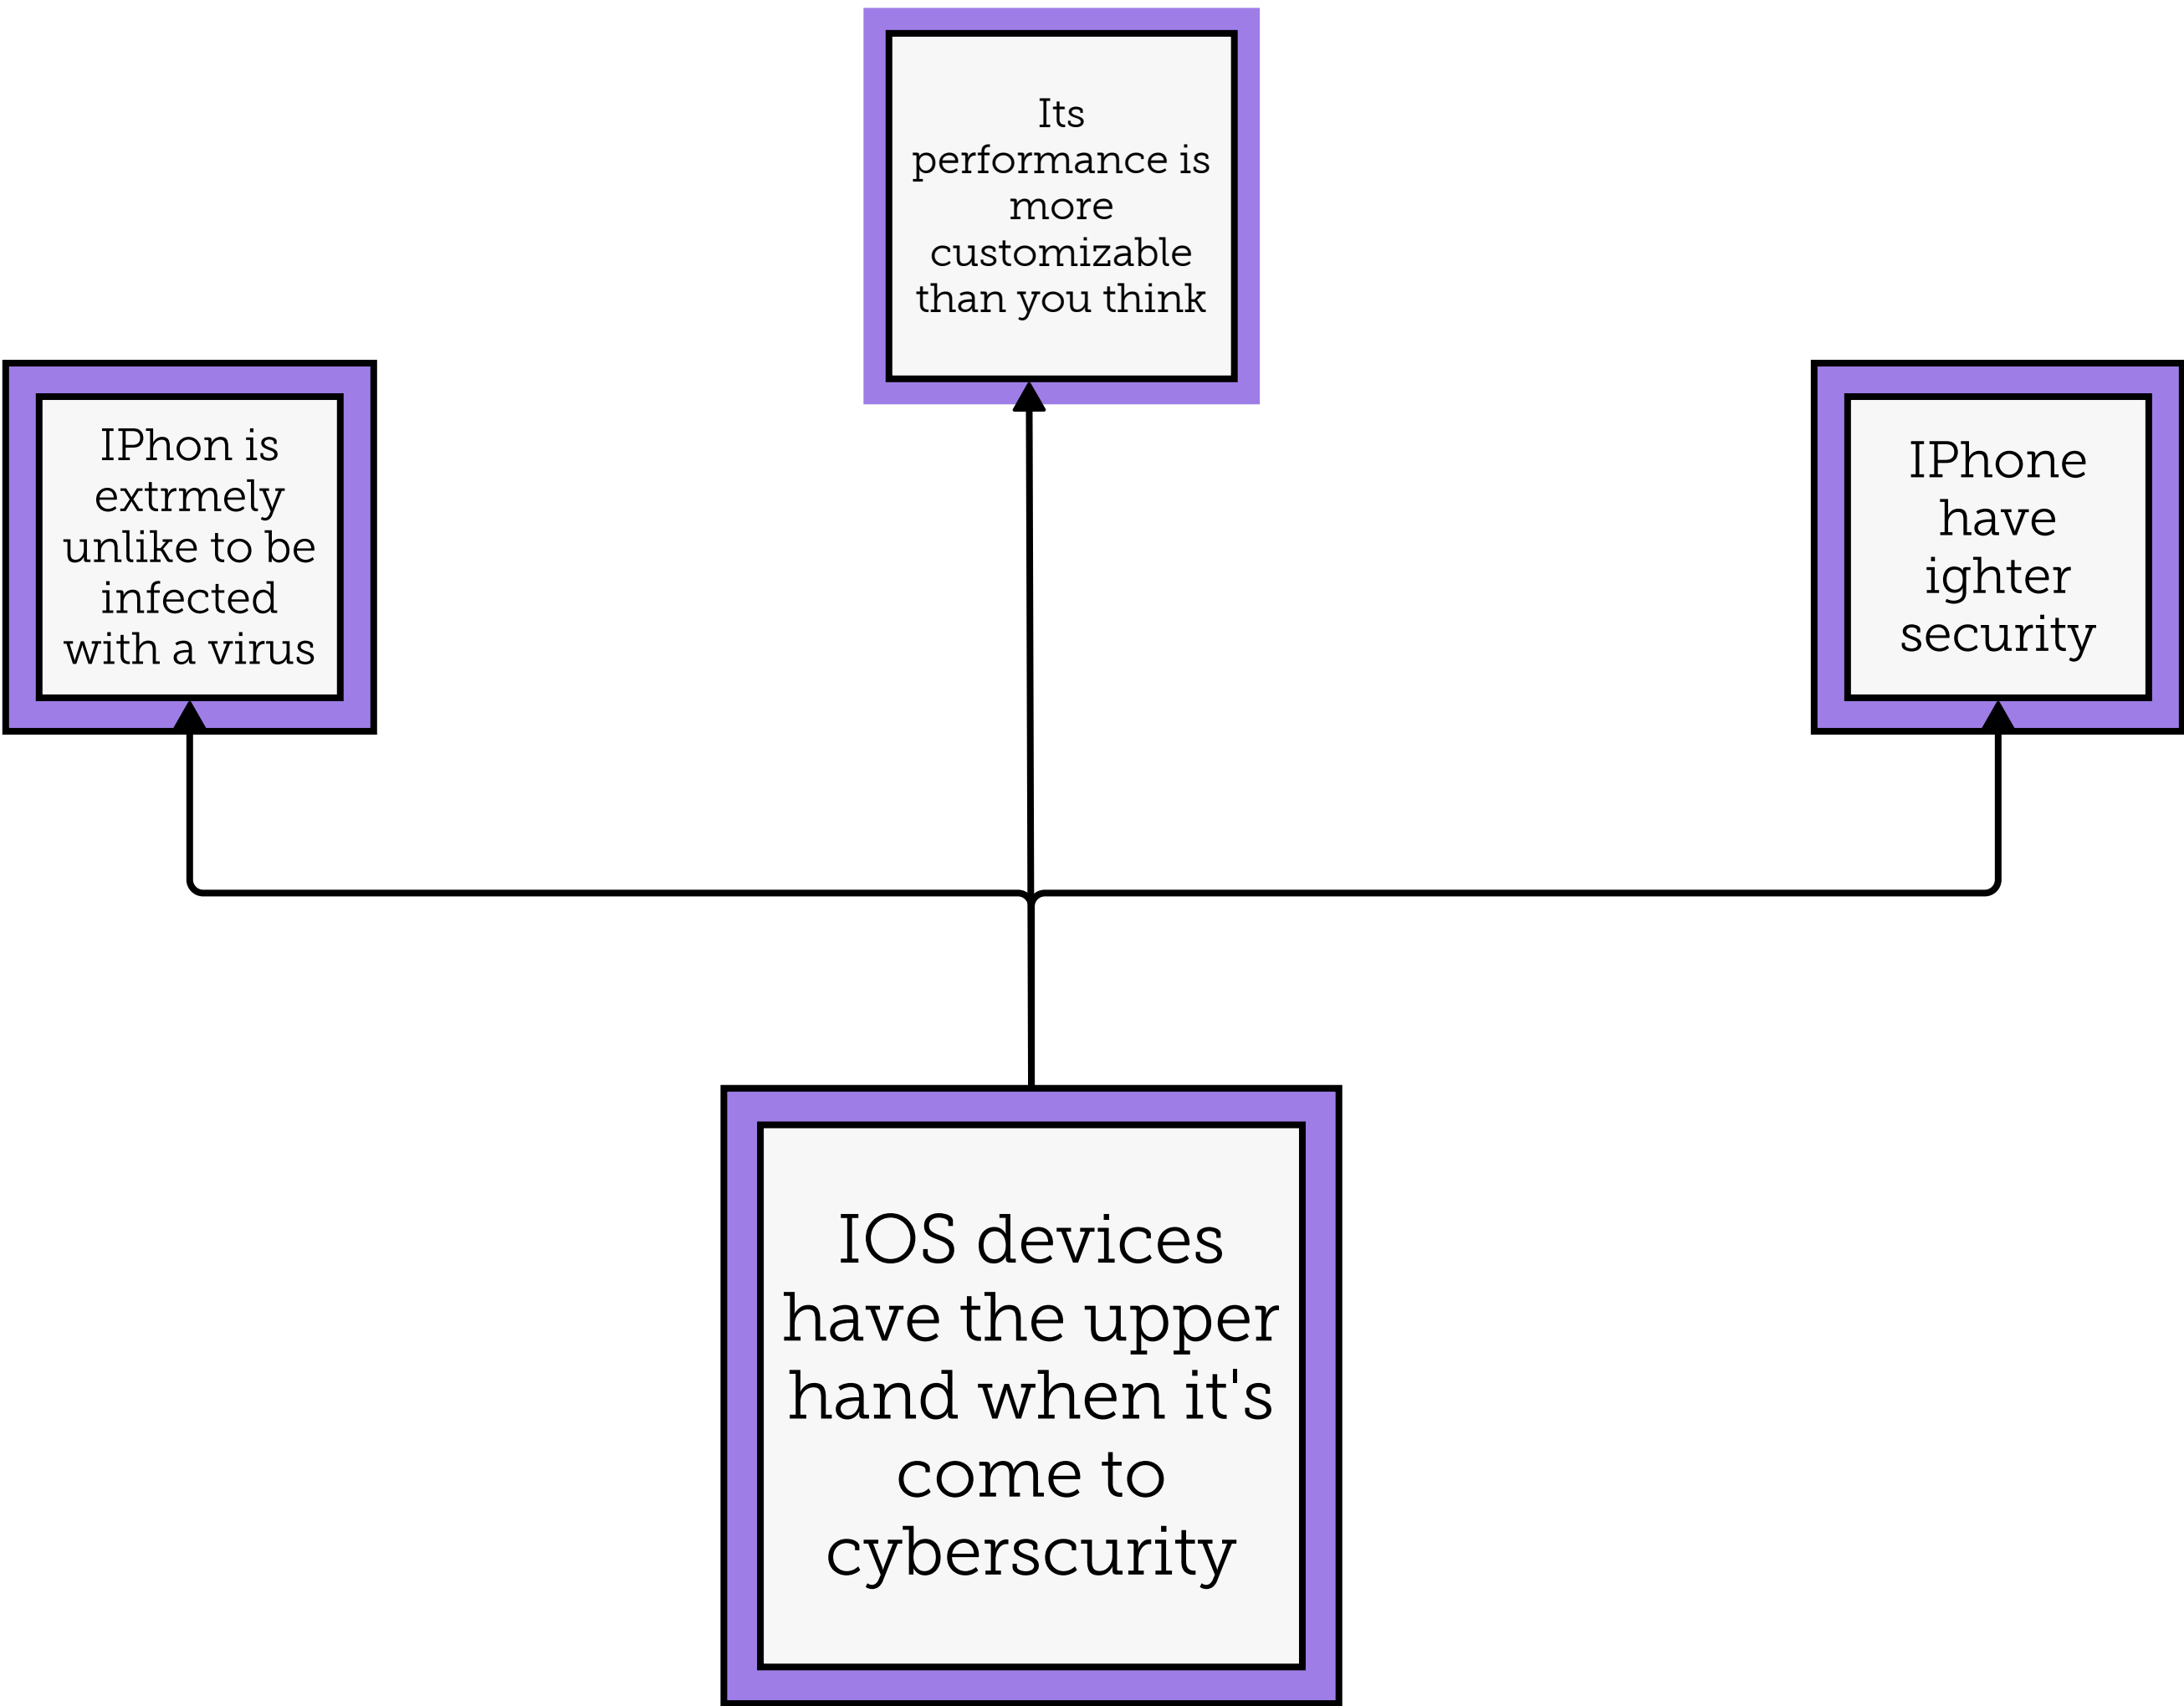 Its
performance is
more
customizable
than you think
IPhon is
extrmely
unlike to be
infected
with a virus
IPhone
have
ighter
security
IOS devices
have the upper
hand when it's
come to
cyberscurity